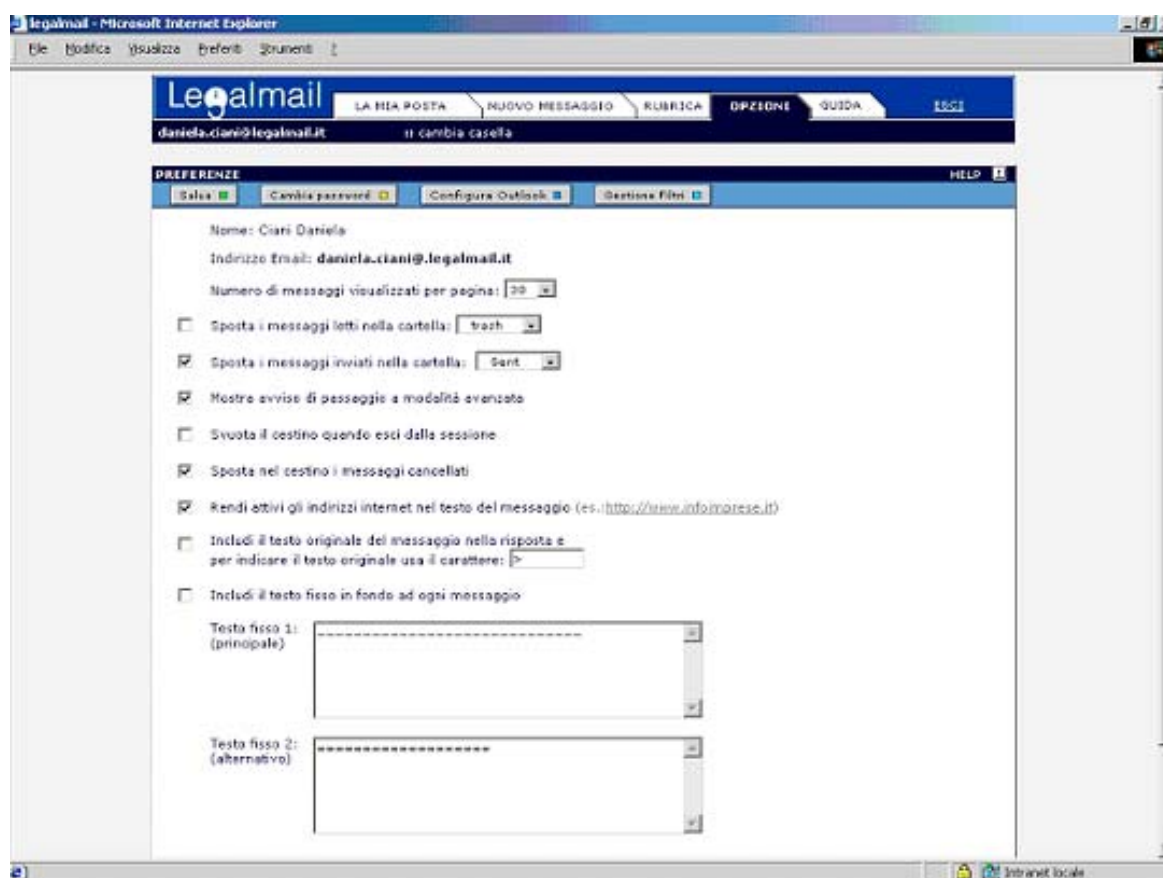 legalmail - Microsoft Internet Explorer
File Modifica Visualizza Preferiti Strumenti ?
Legalmail LA MIA POSTA NUOVO MESSAGGIO RUBRICA OPZIONI GUIDA ESCI
daniela.ciani@legalmail.it :: cambia casella
PREFERENZE HELP
Salva Cambia password Configura Outlook Gestione Filtri
Nome: Ciani Daniela
Indirizzo Email: daniela.ciani@.legalmail.it
Numero di messaggi visualizzati per pagina: 30
Sposta i messaggi letti nella cartella: trash
Sposta i messaggi inviati nella cartella: Sent
Mostra avviso di passaggio a modalità avanzata
Svuota il cestino quando esci dalla sessione
Sposta nel cestino i messaggi cancellati
Rendi attivi gli indirizzi internet nel testo del messaggio (es.:http://www.infoimprese.it)
Includi il testo originale del messaggio nella risposta e
per indicare il testo originale usa il carattere: >
Includi il testo fisso in fondo ad ogni messaggio
Testo fisso 1:
(principale)
-----------------------------
Testo fisso 2:
(alternativo)
===================
Intranet locale